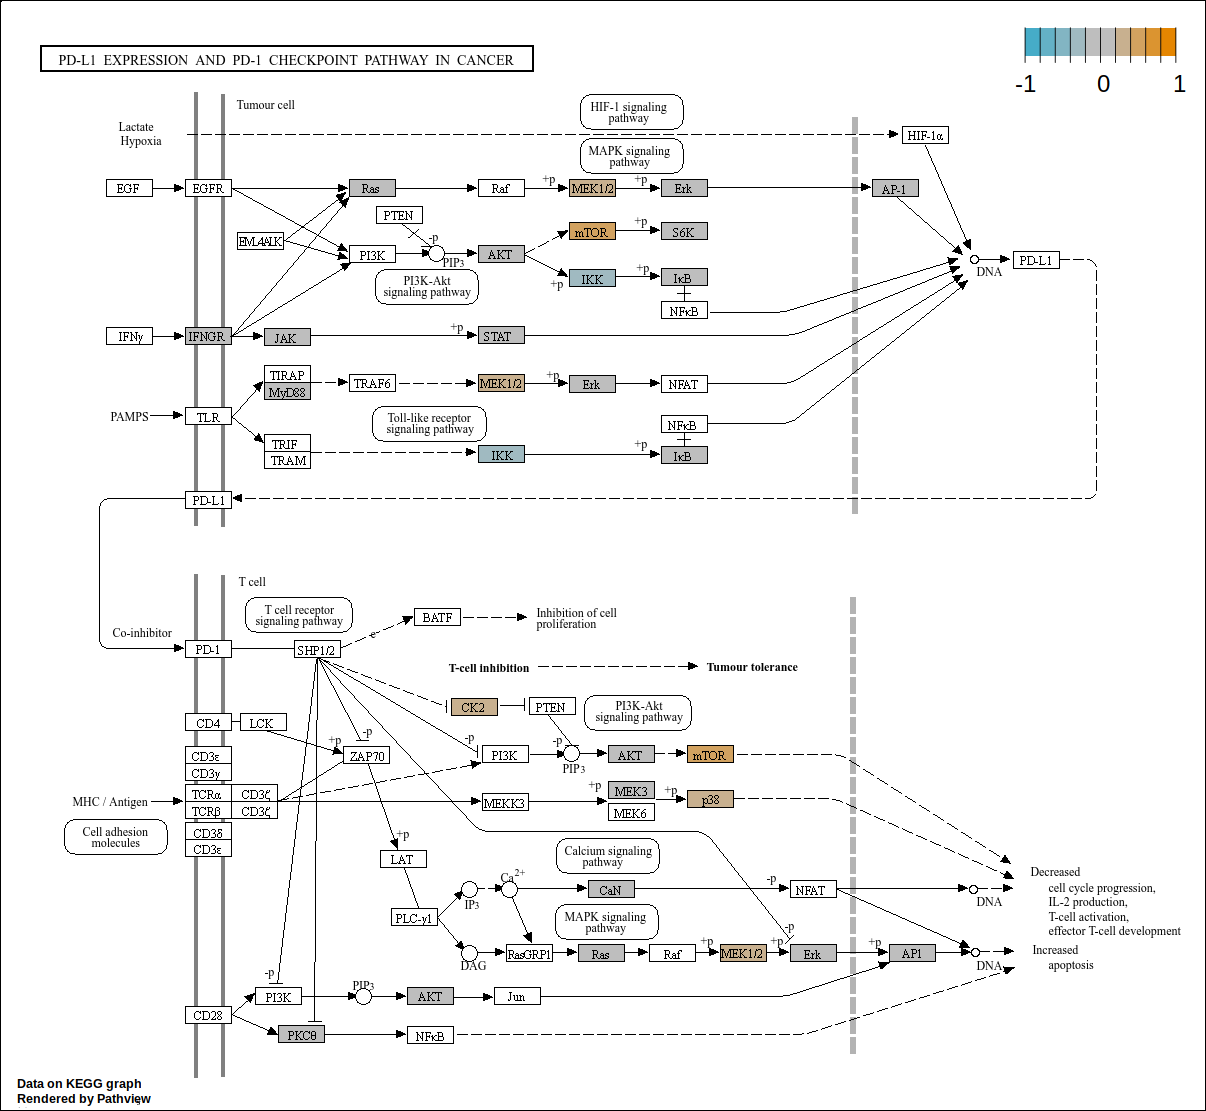 PD-L1 EXPRESSION AND PD-1 CHECKPOINT PATHWAY IN CANCER
-1 0 1
Tumour cell
HIF-1 signaling
pathway
Lactate
Hypoxia
HIF-1α
MAPK signaling
pathway
EGF EGFR Ras Raf +p MEK1/2 +p Erk AP-1
PTEN
EML4ALK -p mTOR +p S6K
PI3K PIP3 AKT
DNA PD-L1
PI3K-Akt
signaling pathway
+p IKK +p IκB
NFκB
IFNγ IFNGR JAK +p STAT
TIRAP
MyD88
TRAF6 MEK1/2 +p Erk NFAT
PAMPS TLR
Toll-like receptor
signaling pathway
NFκB
TRIF
TRAM
IKK +p IκB
PD-L1
T cell
T cell receptor
signaling pathway
BATF
Inhibition of cell
proliferation
Co-inhibitor
e
PD-1 SHP1/2
T-cell inhibition Tumour tolerance
CK2 PTEN
PI3K-Akt
signaling pathway
CD4 LCK
+p -p -p -p
CD3ε
CD3γ
ZAP70 PI3K PIP3 AKT mTOR
TCRα CD3ζ
TCRβ CD3ζ
MHC / Antigen
MEKK3 +p MEK3 +p p38
MEK6
Cell adhesion
molecules
CD3δ
CD3ε
+p
LAT
Calcium signaling
pathway
Ca2+
IP3 CaN -p NFAT DNA
Decreased
cell cycle progression,
IL-2 production,
T-cell activation,
effector T-cell development
PLC-γ1
MAPK signaling
pathway
-p
DAG RasGRP1 Ras Raf +p MEK1/2 +p Erk +p AP1 DNA
Increased
apoptosis
-p
PI3K PIP3 AKT Jun
CD28
PKCθ NFκB
Data on KEGG graph
Rendered by Pathview